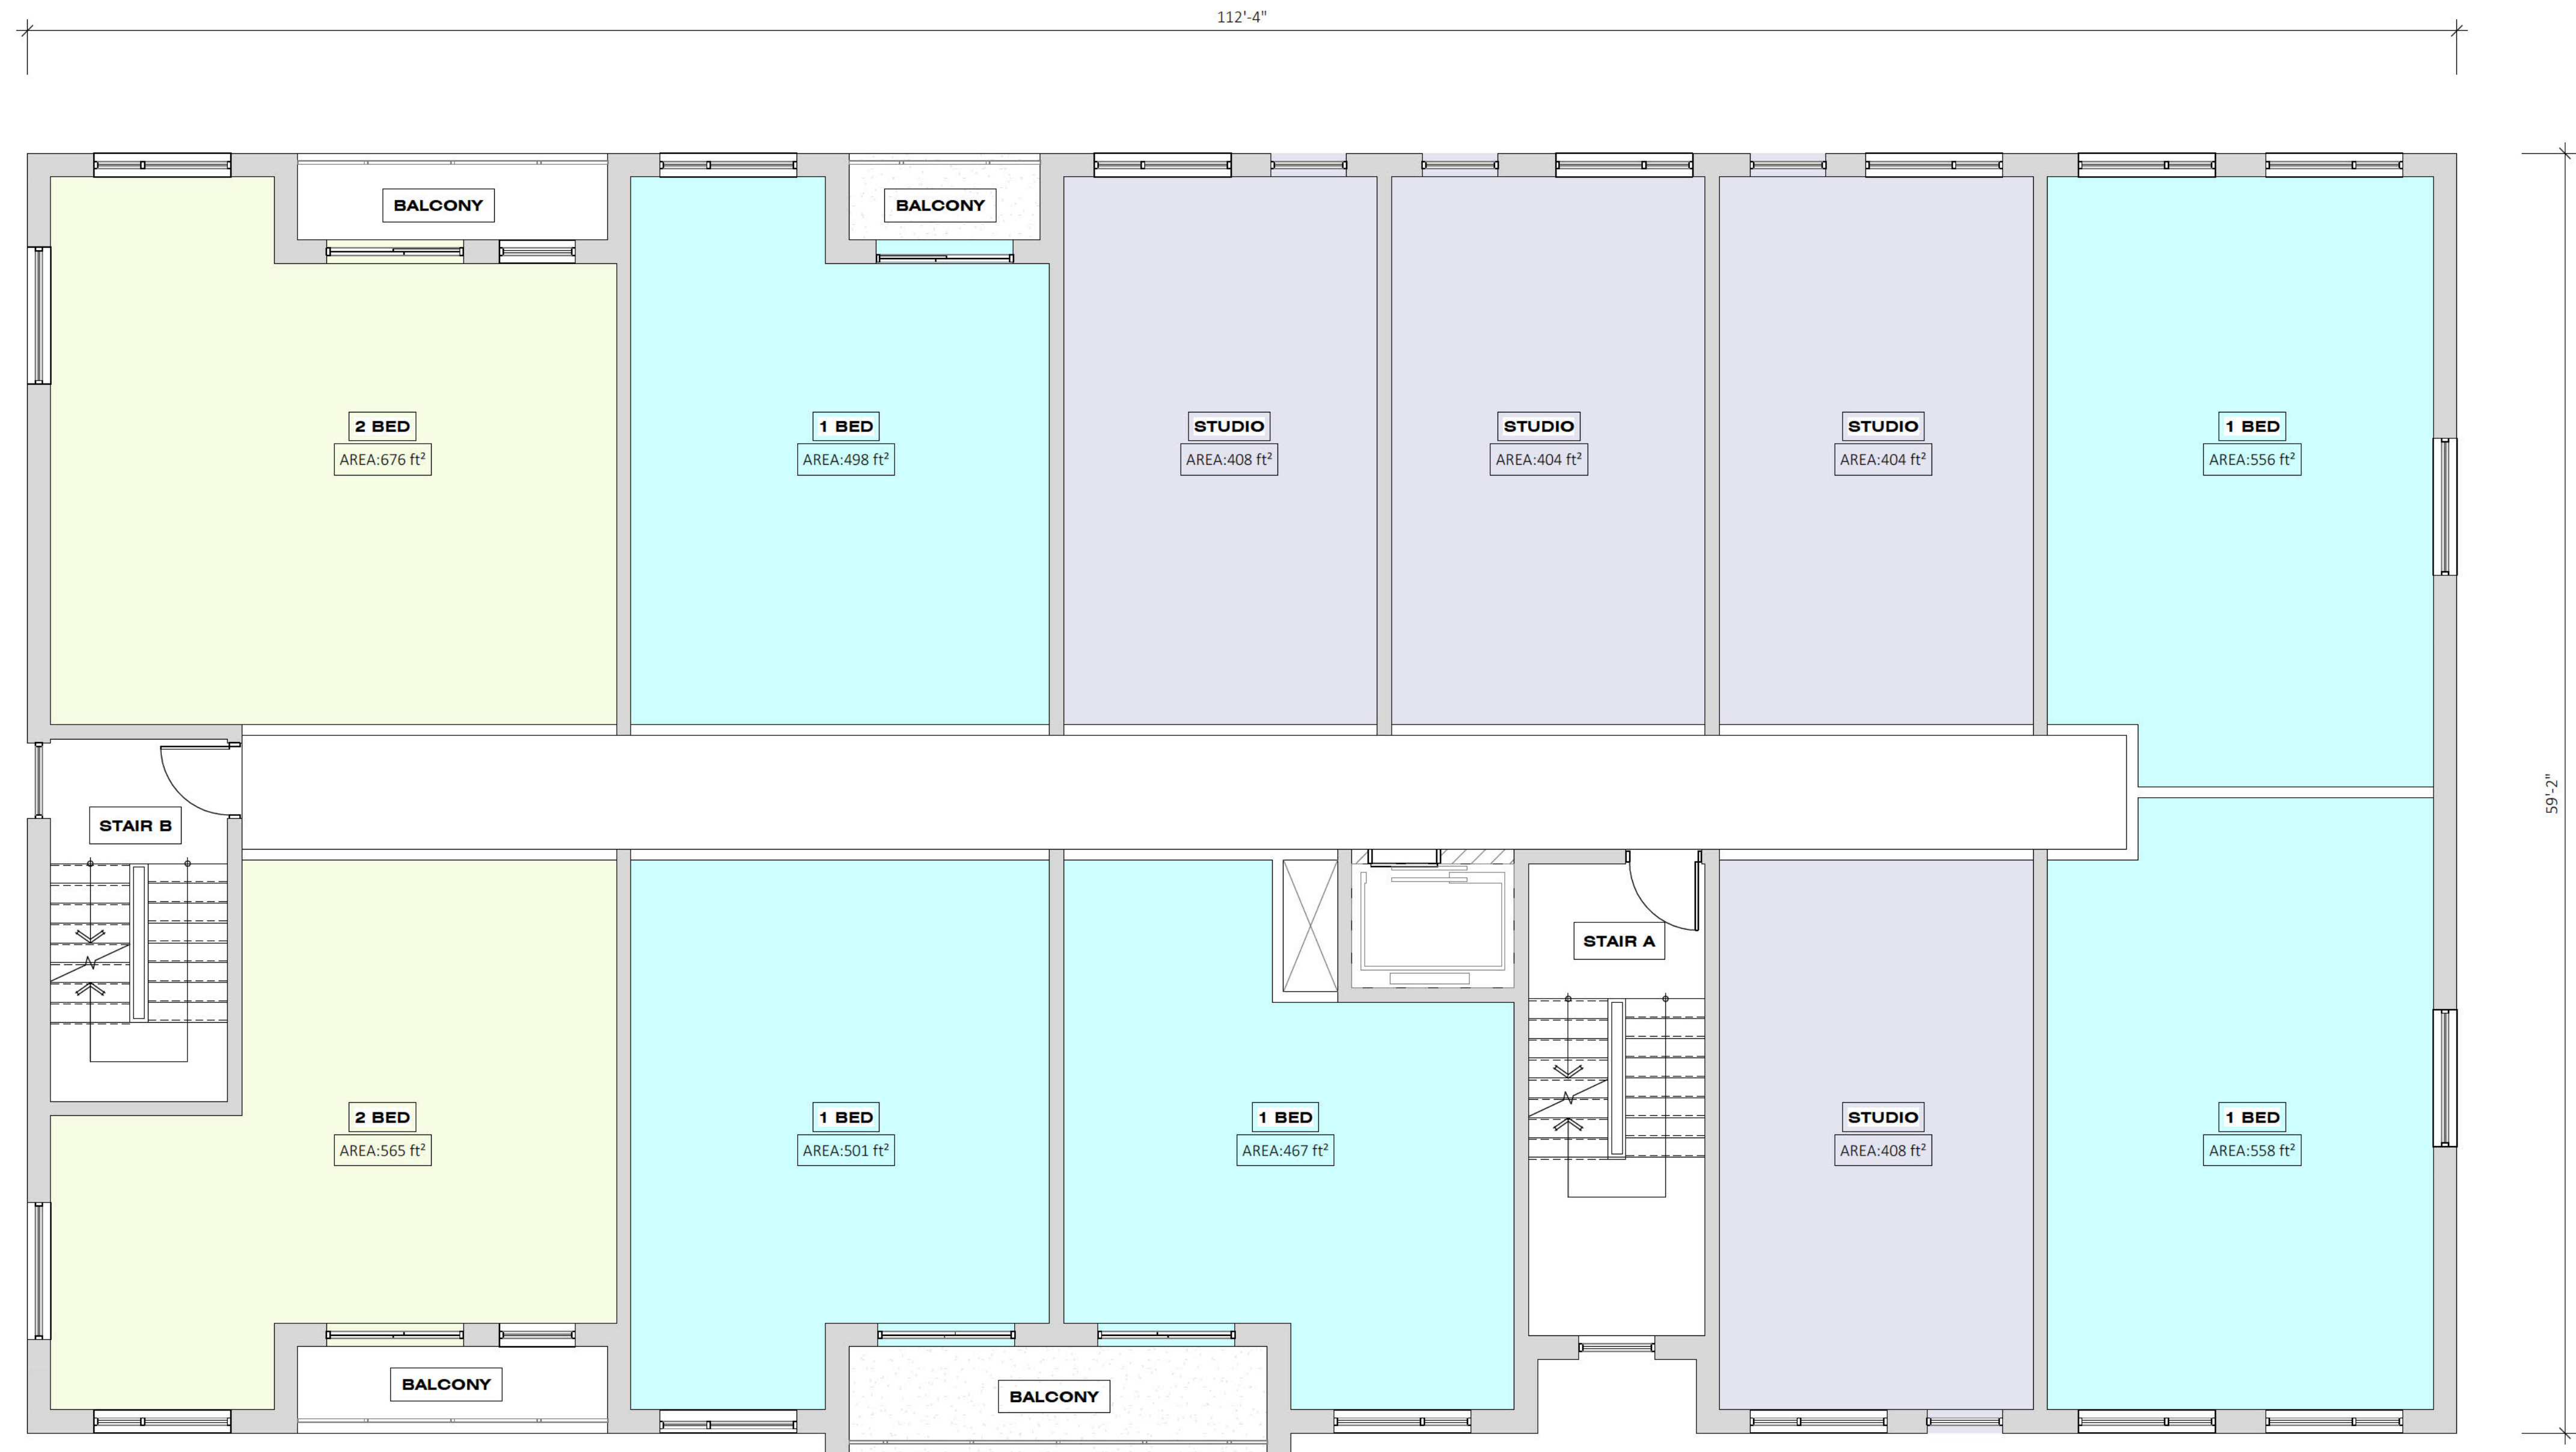 112'-4"
BALCONY
BALCONY
2 BED
AREA:676 ft²
1 BED
AREA:498 ft²
STUDIO
AREA:408 ft²
STUDIO
AREA:404 ft²
STUDIO
AREA:404 ft²
1 BED
AREA:556 ft²
59'-2"
STAIR B
STAIR A
2 BED
AREA:565 ft²
1 BED
AREA:501 ft²
1 BED
AREA:467 ft²
STUDIO
AREA:408 ft²
1 BED
AREA:558 ft²
BALCONY
BALCONY